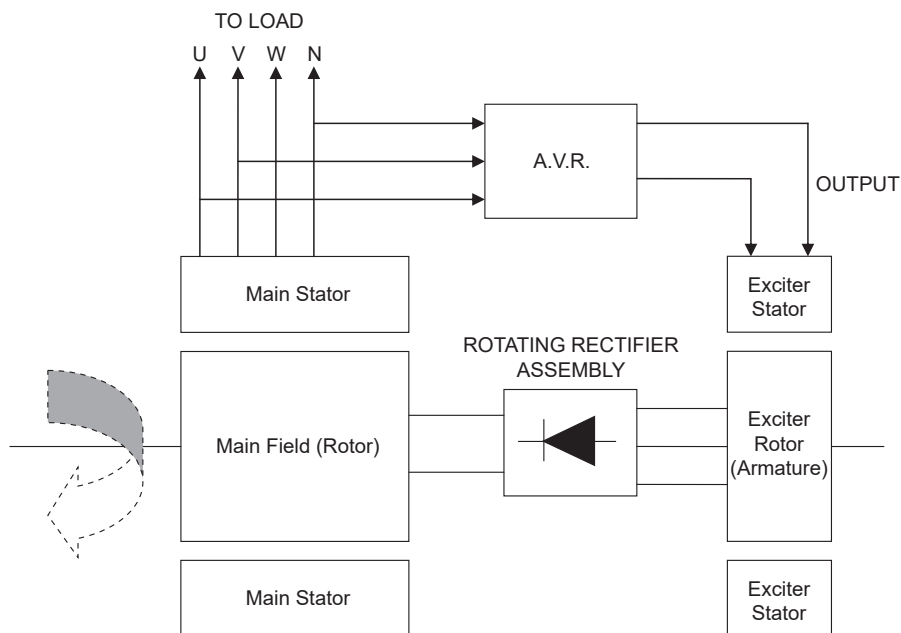 TO LOAD
U V W N
A.V.R.
OUTPUT
Main Stator
Exciter
Stator
ROTATING RECTIFIER
ASSEMBLY
Main Field (Rotor)
Exciter
Rotor
(Armature)
Main Stator
Exciter
Stator